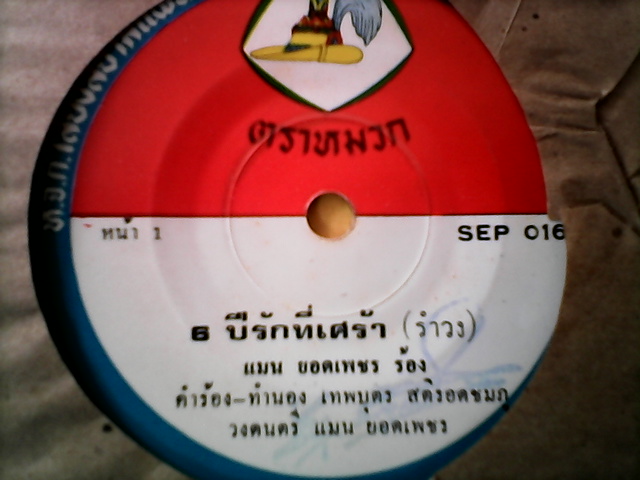 ตราหมวก
หน้า 1
SEP 016
6 ปีรักที่เศร้า (รำวง)
แมน ยอดเพชร ร้อง
คำร้อง-ทำนอง เทพบุตร สติรอดชมภู
วงดนตรี แมน ยอดเพชร